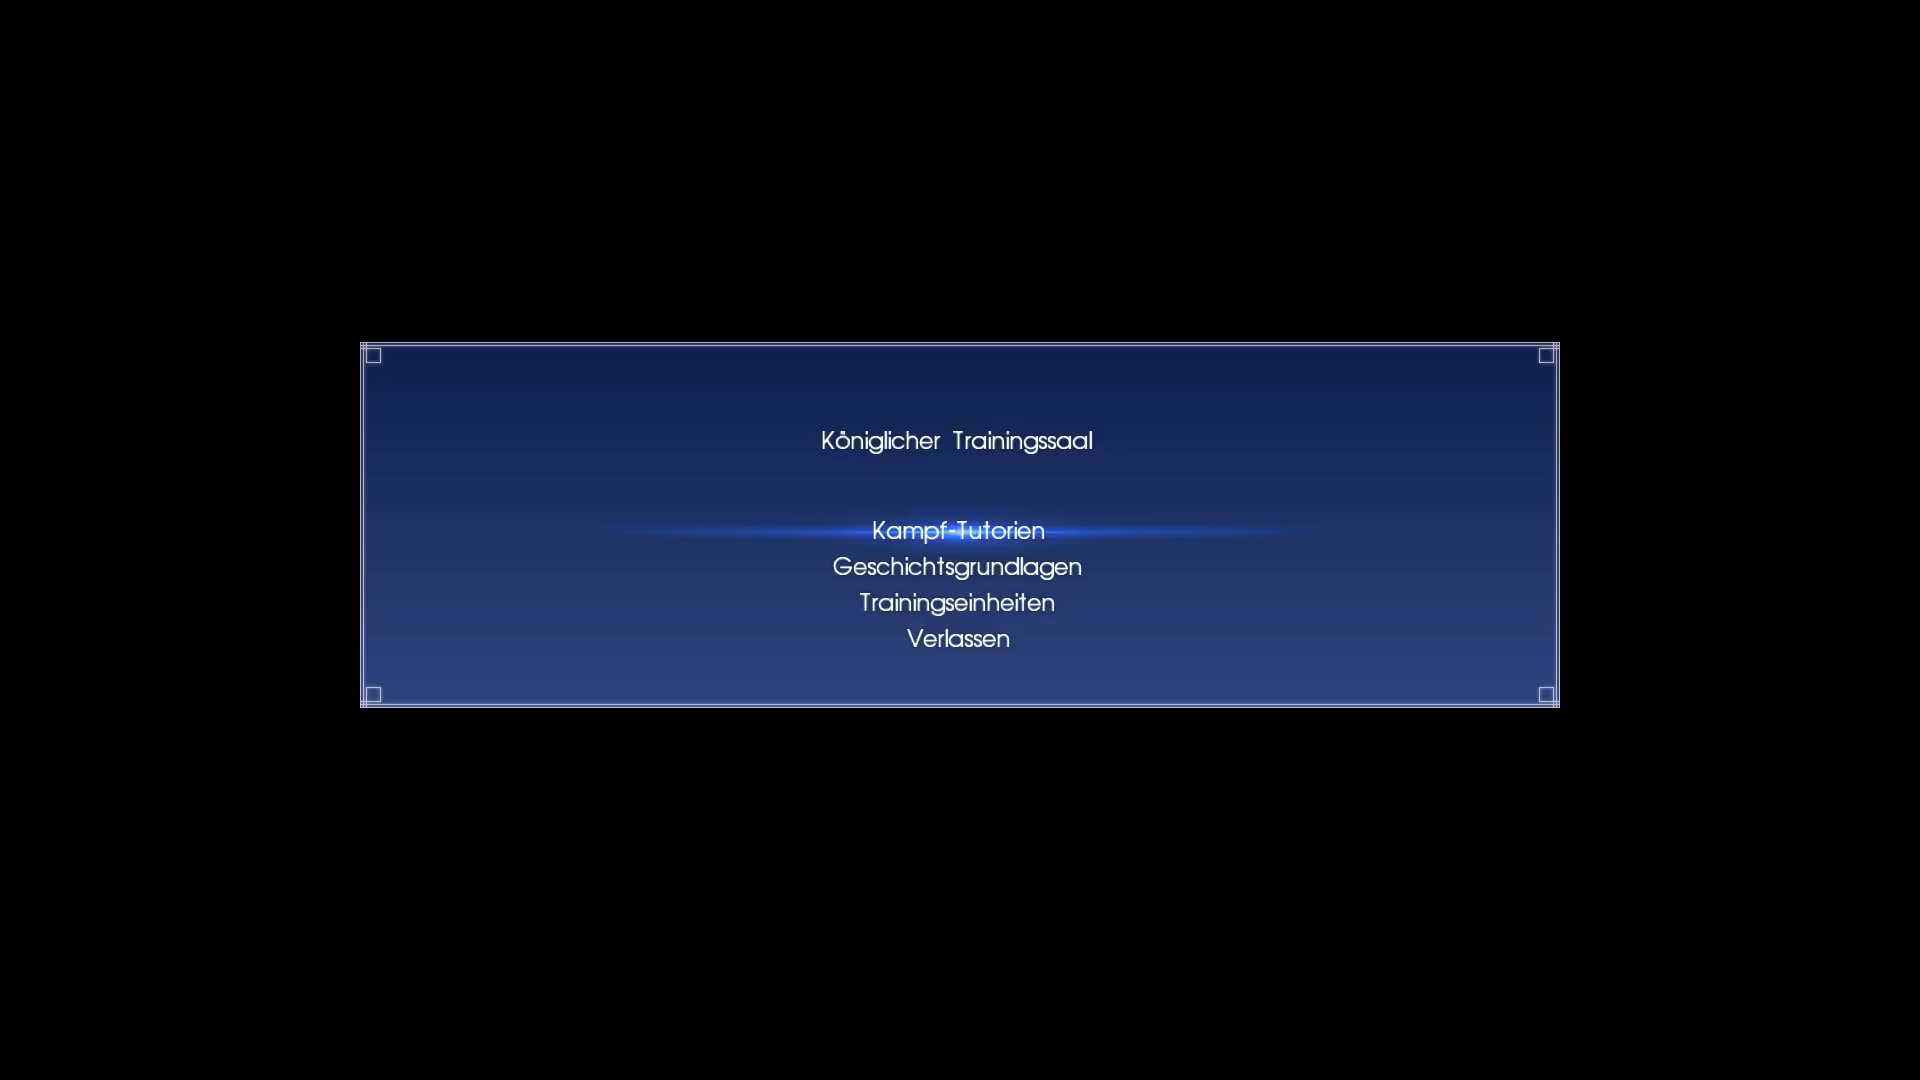 Königlicher Trainingssaal
Kampf-Tutorien
Geschichtsgrundlagen
Trainingseinheiten
Verlassen